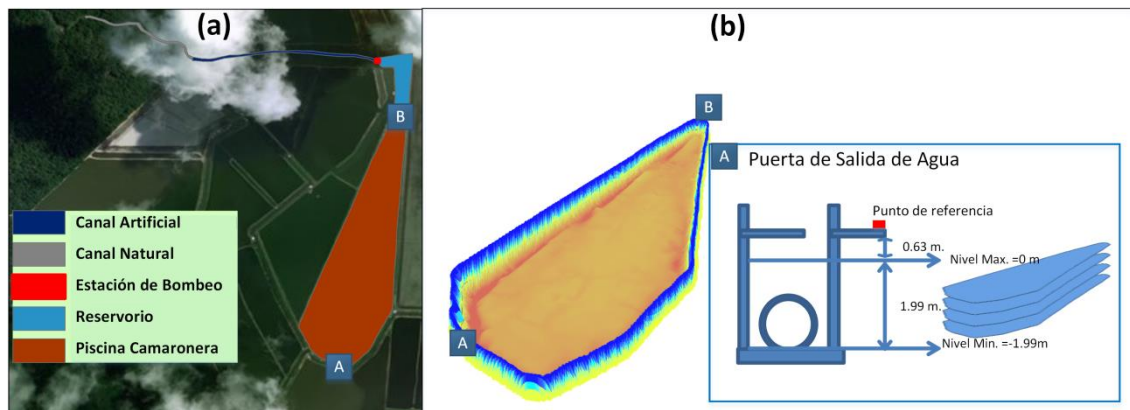 (a)
B
Canal Artificial
Canal Natural
Estación de Bombeo
Reservorio
Piscina Camaronera
A
(b)
B
A
A Puerta de Salida de Agua
Punto de referencia
0.63 m.
Nivel Max. =0 m
1.99 m.
Nivel Min. =-1.99m